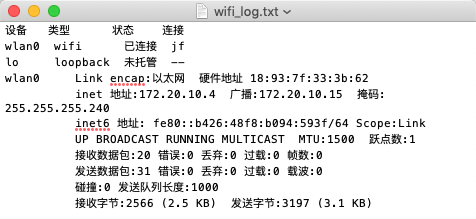 wifi_log.txt
设备 类型 状态 连接
wlan0 wifi 已连接 jf
lo loopback 未托管 --
wlan0 Link encap:以太网 硬件地址 18:93:7f:33:3b:62
inet 地址:172.20.10.4 广播:172.20.10.15 掩码:
255.255.255.240
inet6 地址: fe80::b426:48f8:b094:593f/64 Scope:Link
UP BROADCAST RUNNING MULTICAST MTU:1500 跃点数:1
接收数据包:20 错误:0 丢弃:0 过载:0 帧数:0
发送数据包:31 错误:0 丢弃:0 过载:0 载波:0
碰撞:0 发送队列长度:1000
接收字节:2566 (2.5 KB) 发送字节:3197 (3.1 KB)